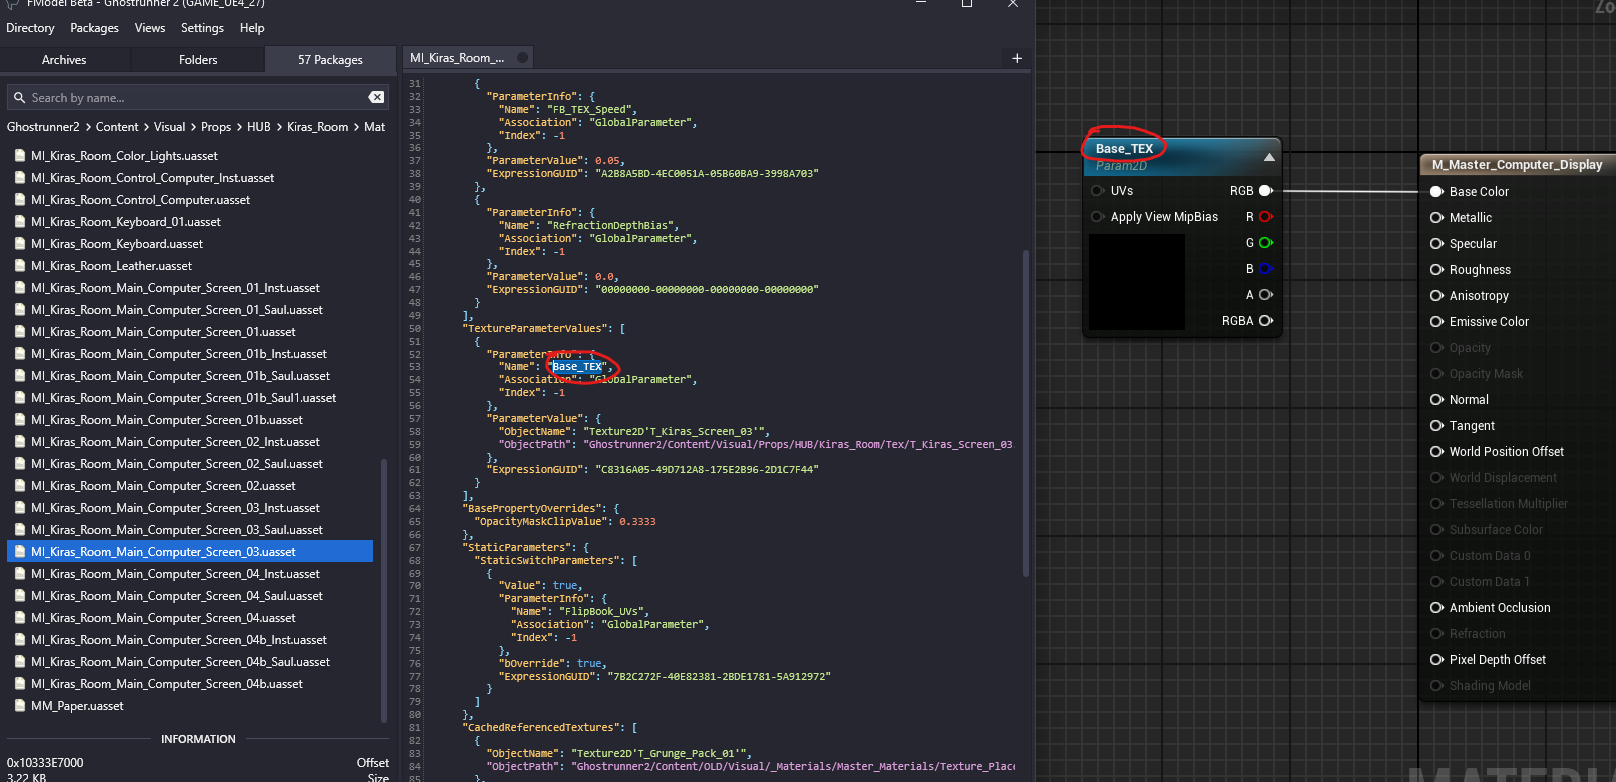 FModel Beta - Ghostrunner 2 (GAME_UE4_27)
Directory Packages Views Settings Help
Archives Folders 57 Packages
Search by name...
Ghostrunner2 > Content > Visual > Props > HUB > Kiras_Room > Mat
MI_Kiras_Room_Color_Lights.uasset
MI_Kiras_Room_Control_Computer_Inst.uasset
MI_Kiras_Room_Control_Computer.uasset
MI_Kiras_Room_Keyboard_01.uasset
MI_Kiras_Room_Keyboard.uasset
MI_Kiras_Room_Leather.uasset
MI_Kiras_Room_Main_Computer_Screen_01_Inst.uasset
MI_Kiras_Room_Main_Computer_Screen_01_Saul.uasset
MI_Kiras_Room_Main_Computer_Screen_01.uasset
MI_Kiras_Room_Main_Computer_Screen_01b_Inst.uasset
MI_Kiras_Room_Main_Computer_Screen_01b_Saul.uasset
MI_Kiras_Room_Main_Computer_Screen_01b_Saul1.uasset
MI_Kiras_Room_Main_Computer_Screen_01b.uasset
MI_Kiras_Room_Main_Computer_Screen_02_Inst.uasset
MI_Kiras_Room_Main_Computer_Screen_02_Saul.uasset
MI_Kiras_Room_Main_Computer_Screen_02.uasset
MI_Kiras_Room_Main_Computer_Screen_03_Inst.uasset
MI_Kiras_Room_Main_Computer_Screen_03_Saul.uasset
MI_Kiras_Room_Main_Computer_Screen_03.uasset
MI_Kiras_Room_Main_Computer_Screen_04_Inst.uasset
MI_Kiras_Room_Main_Computer_Screen_04_Saul.uasset
MI_Kiras_Room_Main_Computer_Screen_04.uasset
MI_Kiras_Room_Main_Computer_Screen_04b_Inst.uasset
MI_Kiras_Room_Main_Computer_Screen_04b_Saul.uasset
MI_Kiras_Room_Main_Computer_Screen_04b.uasset
MM_Paper.uasset
INFORMATION
0x10333E7000 Offset
3.22 KB Size
MI_Kiras_Room_... +
31 {
32 "ParameterInfo": {
33 "Name": "FB_TEX_Speed",
34 "Association": "GlobalParameter",
35 "Index": -1
36 },
37 "ParameterValue": 0.05,
38 "ExpressionGUID": "A2B8A5BD-4EC0051A-05B60BA9-3998A703"
39 },
40 {
41 "ParameterInfo": {
42 "Name": "RefractionDepthBias",
43 "Association": "GlobalParameter",
44 "Index": -1
45 },
46 "ParameterValue": 0.0,
47 "ExpressionGUID": "00000000-00000000-00000000-00000000"
48 }
49 ],
50 "TextureParameterValues": [
51 {
52 "ParameterInfo": {
53 "Name": "Base_TEX",
54 "Association": "GlobalParameter",
55 "Index": -1
56 },
57 "ParameterValue": {
58 "ObjectName": "Texture2D'T_Kiras_Screen_03'",
59 "ObjectPath": "Ghostrunner2/Content/Visual/Props/HUB/Kiras_Room/Tex/T_Kiras_Screen_03.
60 },
61 "ExpressionGUID": "C8316A05-49D712A8-175E2B96-2D1C7F44"
62 }
63 ],
64 "BasePropertyOverrides": {
65 "OpacityMaskClipValue": 0.3333
66 },
67 "StaticParameters": {
68 "StaticSwitchParameters": [
69 {
70 "Value": true,
71 "ParameterInfo": {
72 "Name": "FlipBook_UVs",
73 "Association": "GlobalParameter",
74 "Index": -1
75 },
76 "bOverride": true,
77 "ExpressionGUID": "7B2C272F-40E82381-2BDE1781-5A912972"
78 }
79 ]
80 },
81 "CachedReferencedTextures": [
82 {
83 "ObjectName": "Texture2D'T_Grunge_Pack_01'",
84 "ObjectPath": "Ghostrunner2/Content/OLD/Visual/_Materials/Master_Materials/Texture_Place
85 },
Zo
Base_TEX
Param2D
UVs RGB
Apply View MipBias R
G
B
A
RGBA
M_Master_Computer_Display
Base Color
Metallic
Specular
Roughness
Anisotropy
Emissive Color
Opacity
Opacity Mask
Normal
Tangent
World Position Offset
World Displacement
Tessellation Multiplier
Subsurface Color
Custom Data 0
Custom Data 1
Ambient Occlusion
Refraction
Pixel Depth Offset
Shading Model
MATERI